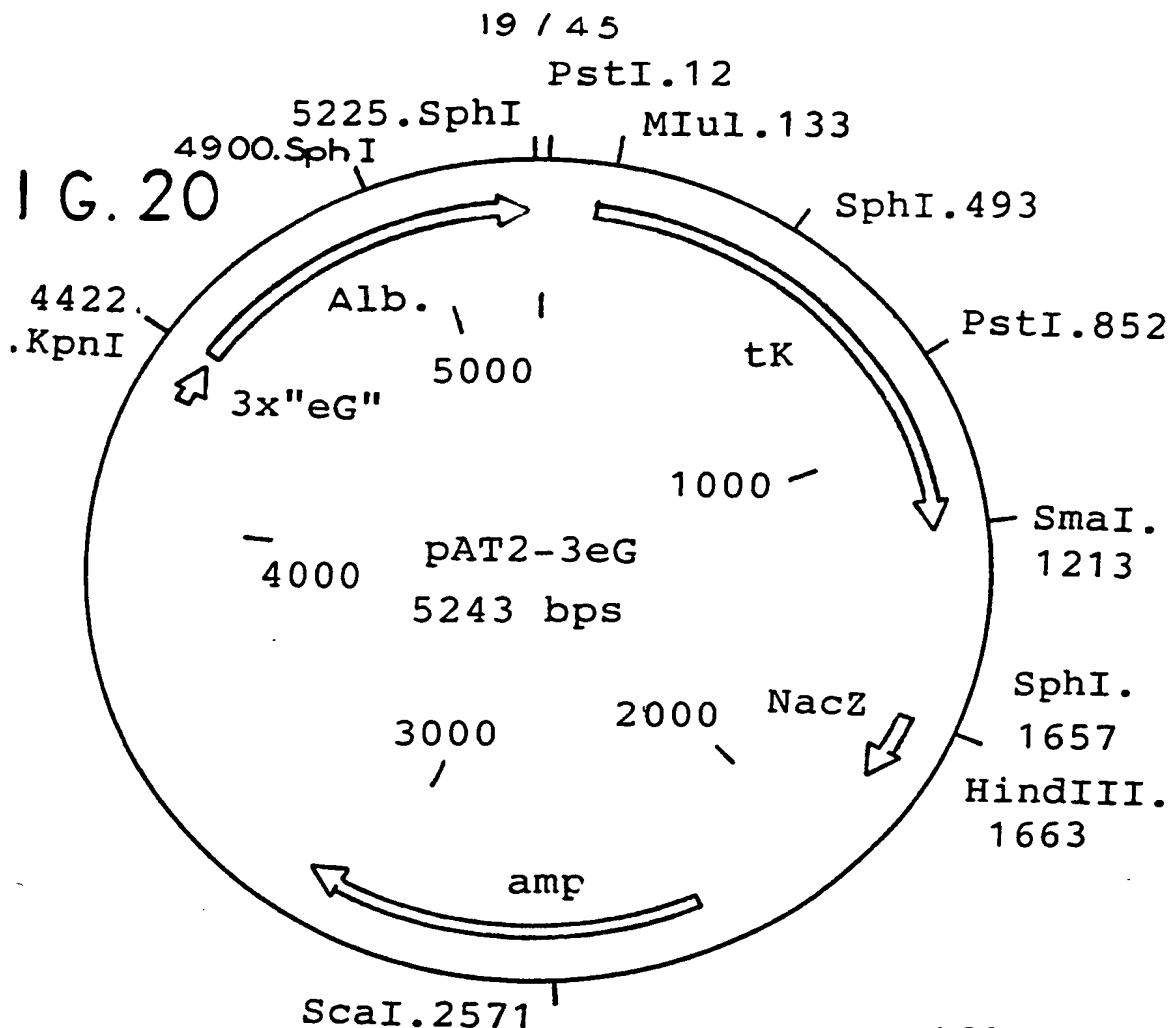 19 / 45
PstI.12
5225.SphI
MIul.133
4900.SphI
IG. 20
SphI.493
4422.
.KpnI
Alb.
PstI.852
tK
5000
3x"eG"
1000
SmaI.
1213
pAT2-3eG
4000
5243 bps
SphI.
1657
NacZ
2000
3000
HindIII.
1663
amp
ScaI.2571